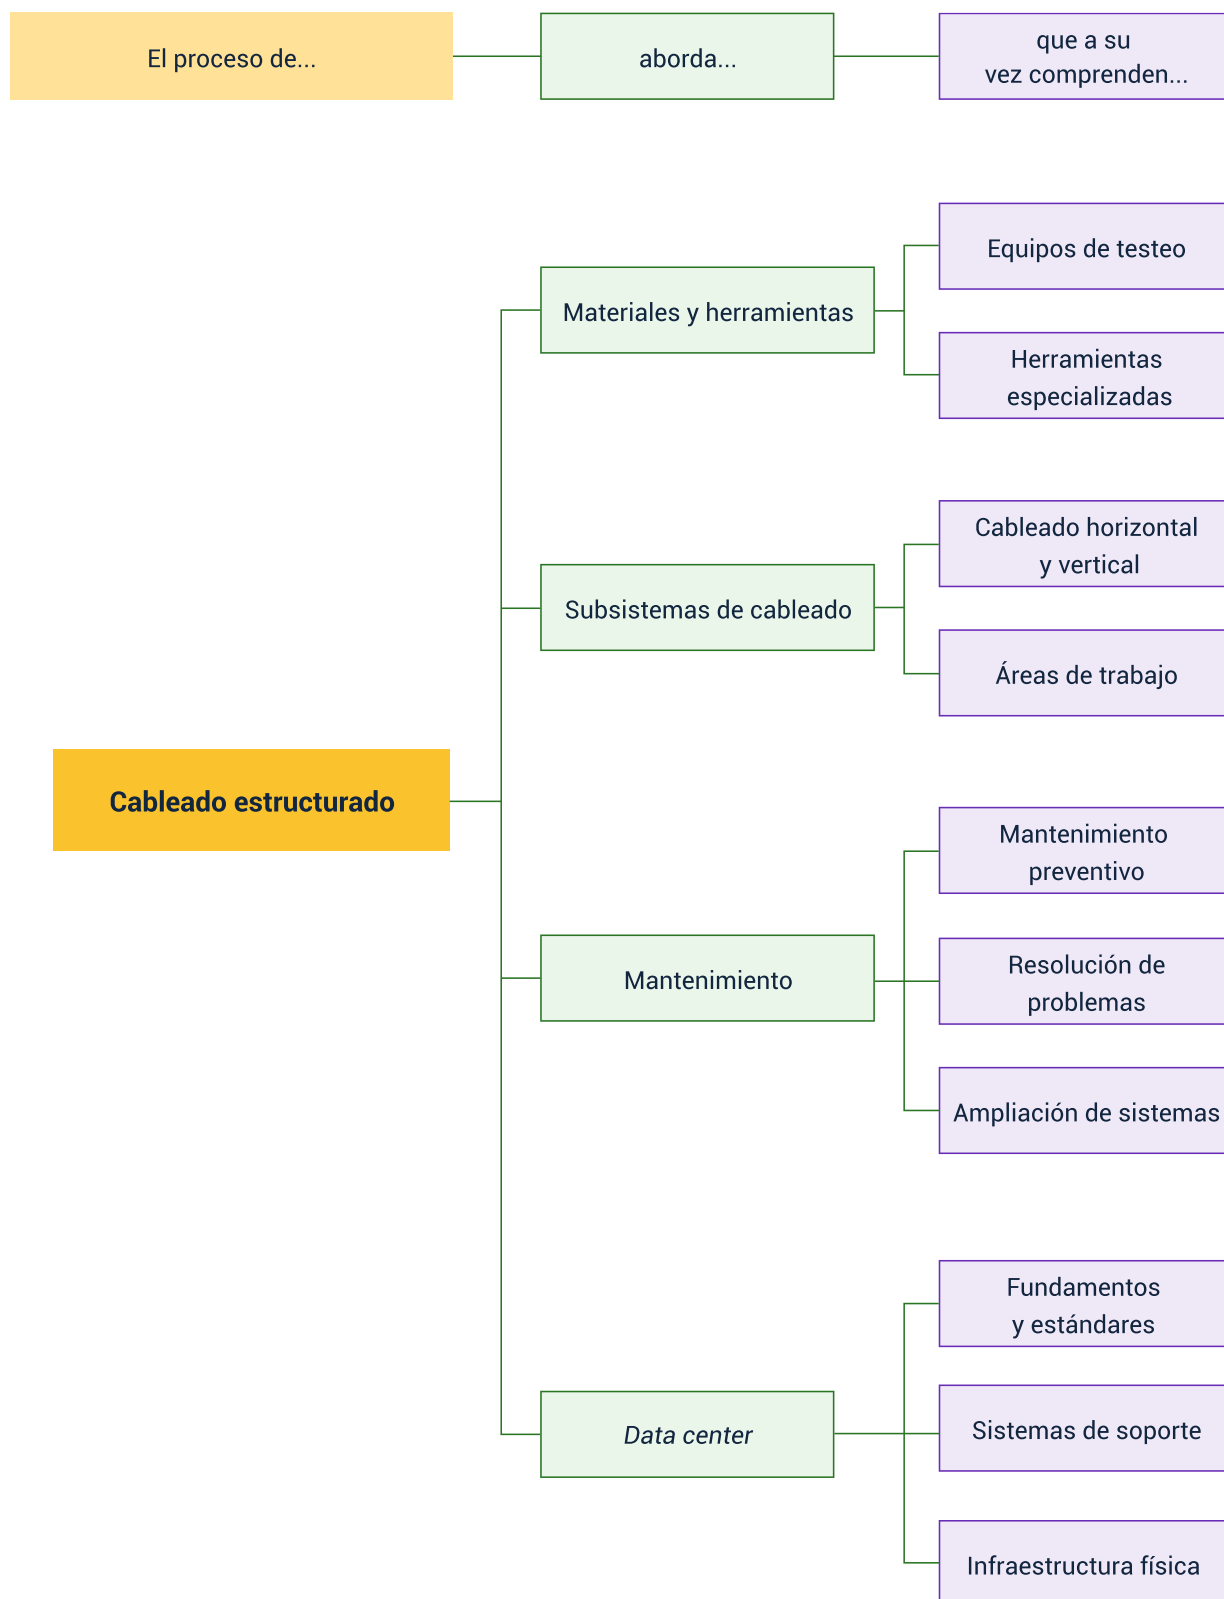 El proceso de...
aborda...
que a su
vez comprenden...
Materiales y herramientas
Equipos de testeo
Herramientas
especializadas
Subsistemas de cableado
Cableado horizontal
y vertical
Áreas de trabajo
Cableado estructurado
Mantenimiento
Mantenimiento
preventivo
Resolución de
problemas
Ampliación de sistemas
Data center
Fundamentos
y estándares
Sistemas de soporte
Infraestructura física